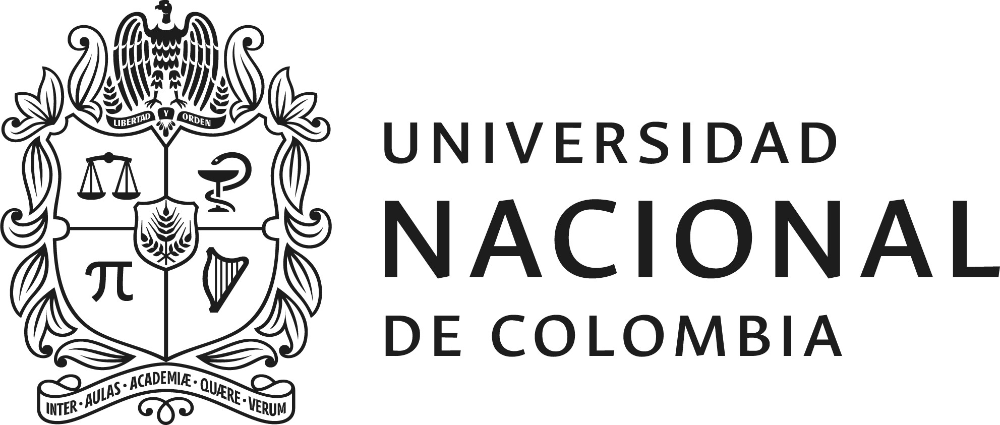 LIBERTAD Y ORDEN
π
INTER · AULAS · ACADEMIÆ · QUÆRE · VERUM
UNIVERSIDAD
NACIONAL
DE COLOMBIA